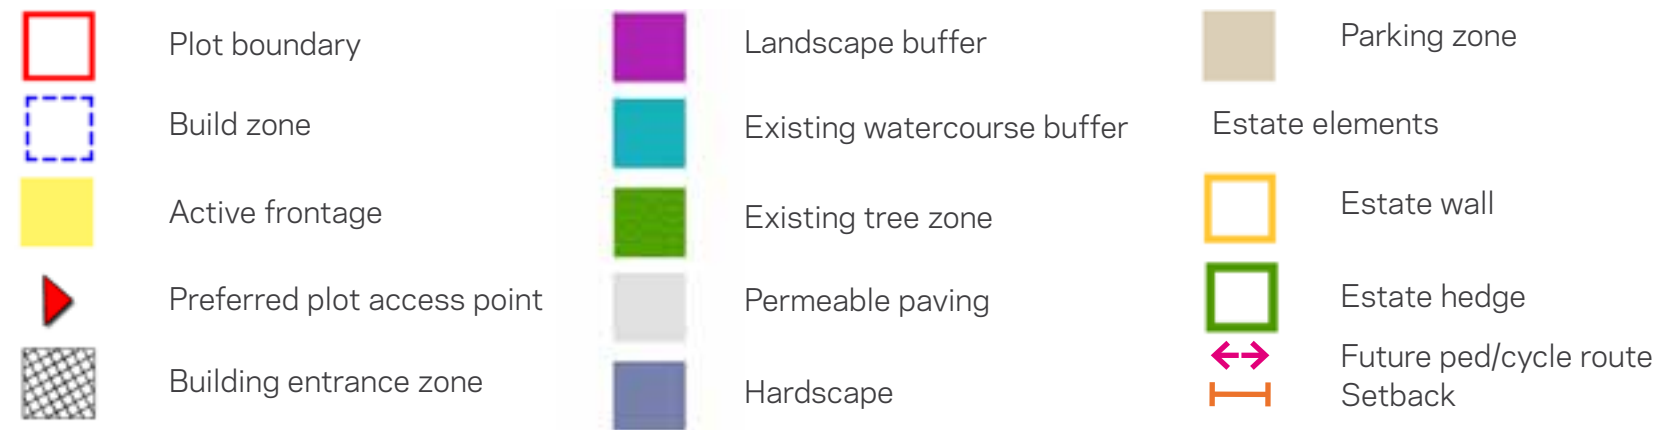 Plot boundary
Build zone
Active frontage
Preferred plot access point
Building entrance zone
Landscape buffer
Existing watercourse buffer
Existing tree zone
Permeable paving
Hardscape
Parking zone
Estate elements
Estate wall
Estate hedge
Future ped/cycle route
Setback